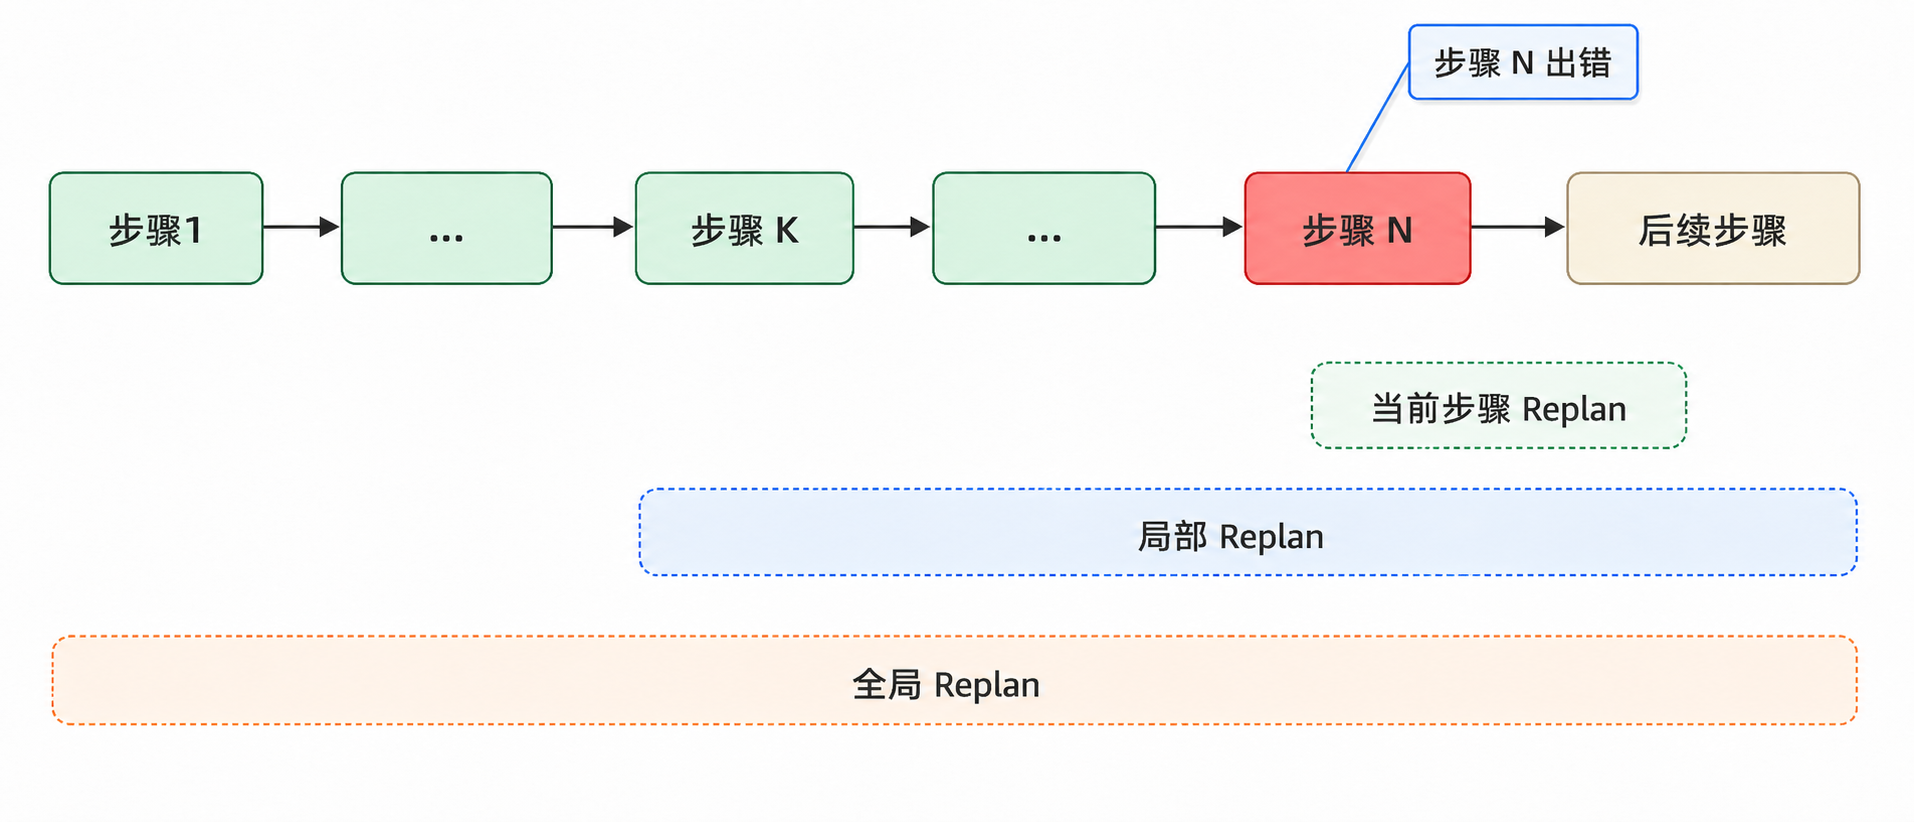 步骤 N 出错
步骤1
...
步骤 K
...
步骤 N
后续步骤
当前步骤 Replan
局部 Replan
全局 Replan